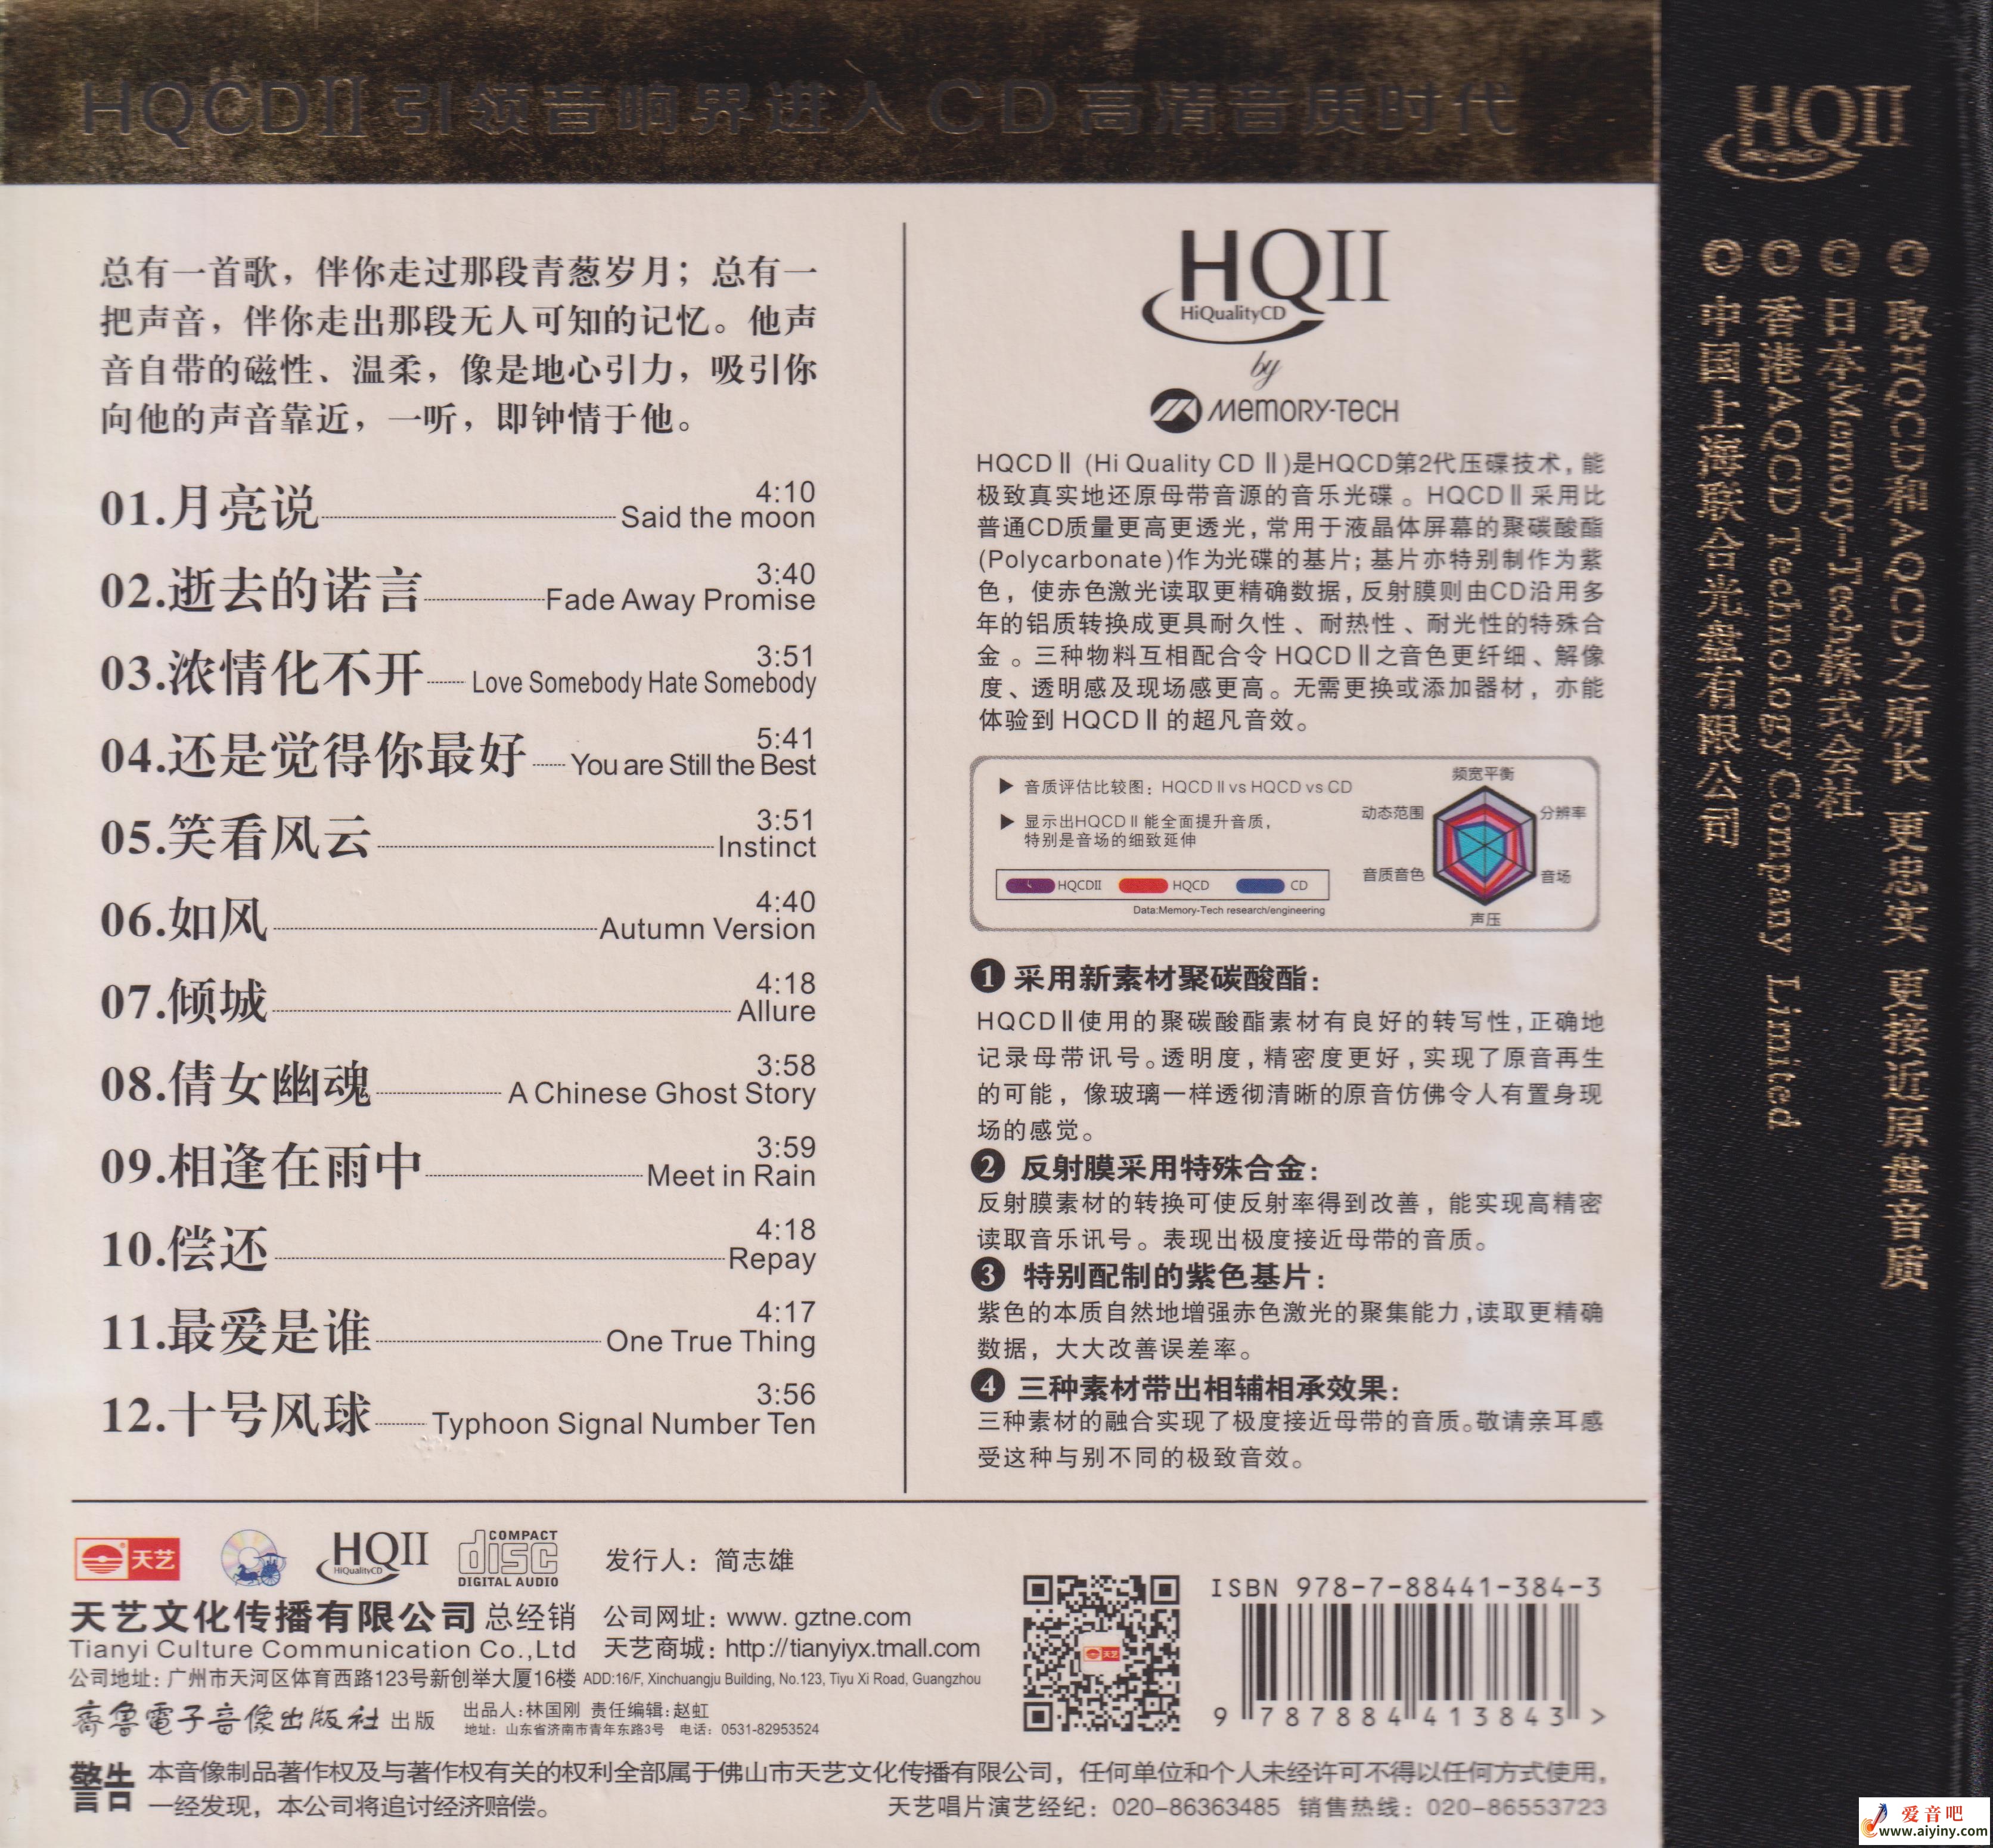 HQCDⅡ 引领音响界进入CD高清音质时代
总有一首歌，伴你走过那段青葱岁月；总有一
把声音，伴你走出那段无人可知的记忆。他声
音自带的磁性、温柔，像是地心引力，吸引你
向他的声音靠近，一听，即钟情于他。
01.月亮说 4:10
Said the moon
02.逝去的诺言 3:40
Fade Away Promise
03.浓情化不开 3:51
Love Somebody Hate Somebody
04.还是觉得你最好 5:41
You are Still the Best
05.笑看风云 3:51
Instinct
06.如风 4:40
Autumn Version
07.倾城 4:18
Allure
08.倩女幽魂 3:58
A Chinese Ghost Story
09.相逢在雨中 3:59
Meet in Rain
10.偿还 4:18
Repay
11.最爱是谁 4:17
One True Thing
12.十号风球 3:56
Typhoon Signal Number Ten
HQII
HiQualityCD
by
MEMORY-TECH
HQCDⅡ (Hi Quality CD Ⅱ)是HQCD第2代压碟技术，能
极致真实地还原母带音源的音乐光碟。HQCDⅡ采用比
普通CD质量更高更透光，常用于液晶体屏幕的聚碳酸酯
(Polycarbonate)作为光碟的基片；基片亦特别制作为紫
色，使赤色激光读取更精确数据，反射膜则由CD沿用多
年的铝质转换成更具耐久性、耐热性、耐光性的特殊合
金。三种物料互相配合令HQCDⅡ之音色更纤细、解像
度、透明感及现场感更高。无需更换或添加器材，亦能
体验到HQCDⅡ的超凡音效。
▶ 音质评估比较图：HQCDⅡ vs HQCD vs CD
▶ 显示出HQCDⅡ能全面提升音质，
特别是音场的细致延伸
HQCDII HQCD CD
Data:Memory-Tech research/engineering
频宽平衡
动态范围
分辨率
音质音色
音场
声压
❶ 采用新素材聚碳酸酯：
HQCDⅡ使用的聚碳酸酯素材有良好的转写性，正确地
记录母带讯号。透明度，精密度更好，实现了原音再生
的可能，像玻璃一样透彻清晰的原音仿佛令人有置身现
场的感觉。
❷ 反射膜采用特殊合金：
反射膜素材的转换可使反射率得到改善，能实现高精密
读取音乐讯号。表现出极度接近母带的音质。
❸ 特别配制的紫色基片：
紫色的本质自然地增强赤色激光的聚集能力，读取更精确
数据，大大改善误差率。
❹ 三种素材带出相辅相承效果：
三种素材的融合实现了极度接近母带的音质。敬请亲耳感
受这种与别不同的极致音效。
天艺
HQII
HiQualityCD
COMPACT
disc
DIGITAL AUDIO
发行人：简志雄
天艺文化传播有限公司 总经销
公司网址：www. gztne.com
Tianyi Culture Communication Co.,Ltd
天艺商城：http://tianyiyx.tmall.com
公司地址：广州市天河区体育西路123号新创举大厦16楼 ADD:16/F, Xinchuangju Building, No.123, Tiyu Xi Road, Guangzhou
齐鲁電子音像出版社 出版
出品人：林国刚 责任编辑：赵虹
地址：山东省济南市青年东路3号 电话：0531-82953524
天艺
ISBN 978-7-88441-384-3
9 787884 413843 >
警告 本音像制品著作权及与著作权有关的权利全部属于佛山市天艺文化传播有限公司，任何单位和个人未经许可不得以任何方式使用，
一经发现，本公司将追讨经济赔偿。
天艺唱片演艺经纪：020-86363485 销售热线：020-86553723
HQII
◎ 取HQCD和AQCD之所长 更忠实 更接近原盘音质
◎ 日本Memory-Tech株式会社
◎ 香港AQCD Technology Company Limited
◎ 中国上海联合光盘有限公司
爱音吧
www.aiyiny.com